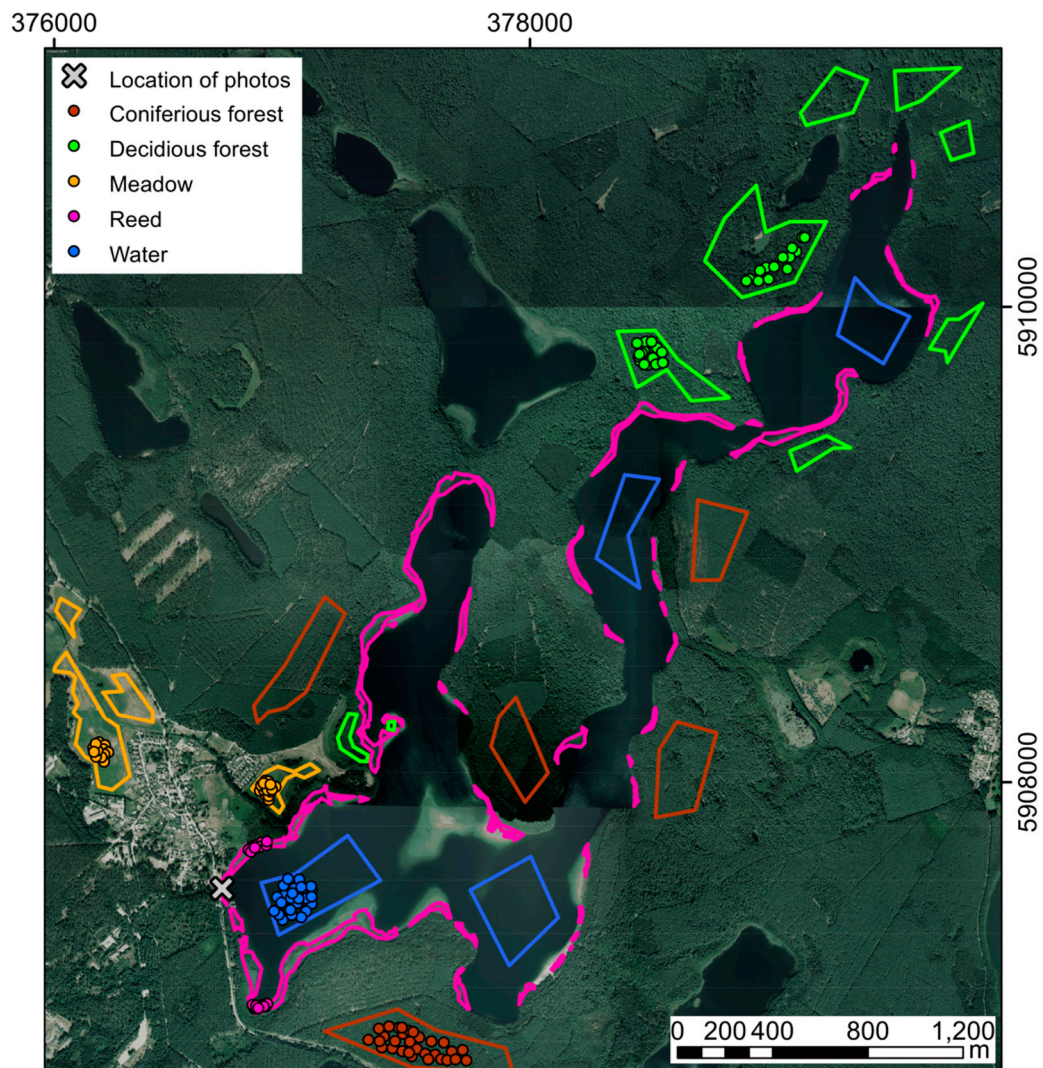 376000 378000
Location of photos
Coniferious forest
Decidious forest
Meadow
Reed
Water
5910000
5908000
0 200 400 800 1,200
m